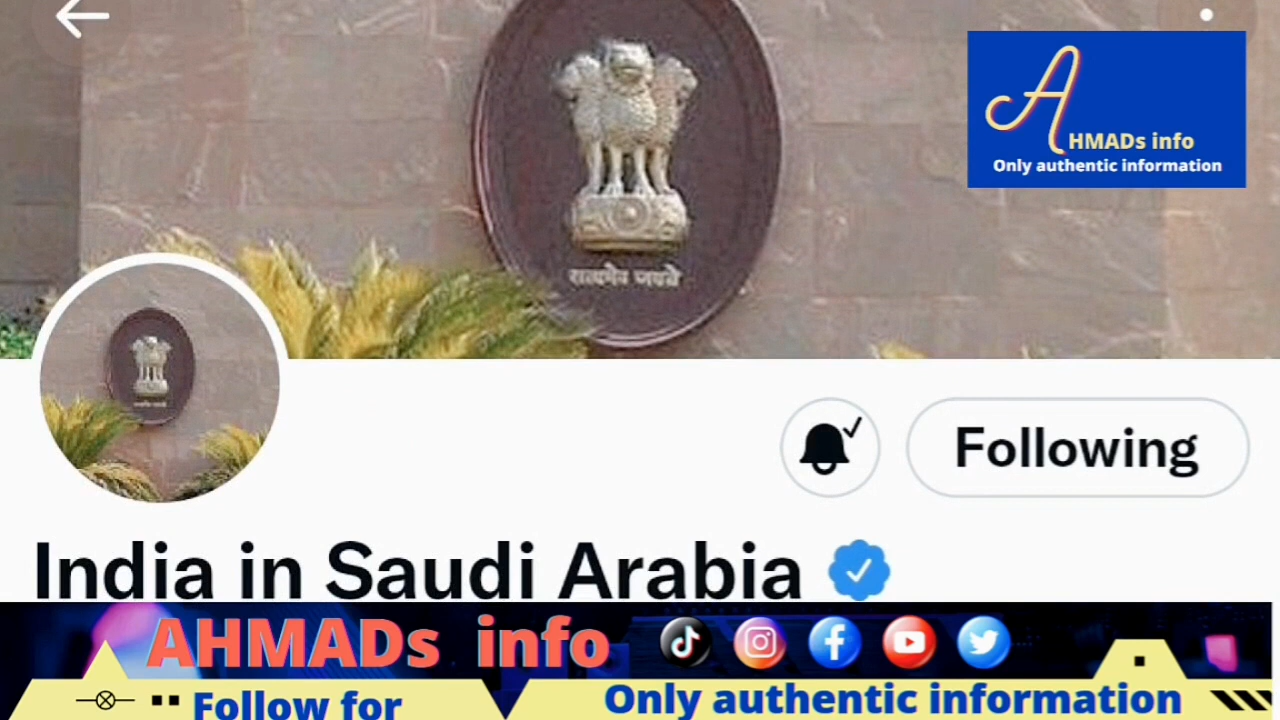 A
HMADs info
Only authentic information
सत्यमेव जयते
Following
India in Saudi Arabia
AHMADs info
Follow for
Only authentic information